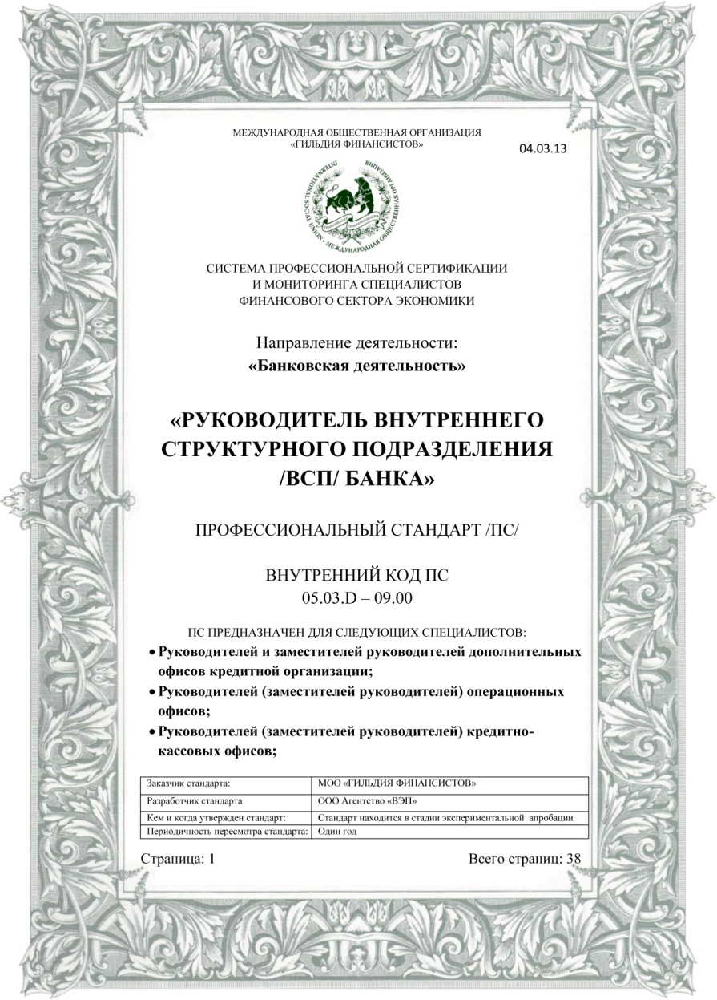 МЕЖДУНАРОДНАЯ ОБЩЕСТВЕННАЯ ОРГАНИЗАЦИЯ
«ГИЛЬДИЯ ФИНАНСИСТОВ»
04.03.13
INTERNATIONAL SOCIAL UNION • МЕЖДУНАРОДНАЯ ОБЩЕСТВЕННАЯ ОРГАНИЗАЦИЯ
СИСТЕМА ПРОФЕССИОНАЛЬНОЙ СЕРТИФИКАЦИИ
И МОНИТОРИНГА СПЕЦИАЛИСТОВ
ФИНАНСОВОГО СЕКТОРА ЭКОНОМИКИ
Направление деятельности:
«Банковская деятельность»
«РУКОВОДИТЕЛЬ ВНУТРЕННЕГО
СТРУКТУРНОГО ПОДРАЗДЕЛЕНИЯ
/ВСП/ БАНКА»
ПРОФЕССИОНАЛЬНЫЙ СТАНДАРТ /ПС/
ВНУТРЕННИЙ КОД ПС
05.03.D – 09.00
ПС ПРЕДНАЗНАЧЕН ДЛЯ СЛЕДУЮЩИХ СПЕЦИАЛИСТОВ:
• Руководителей и заместителей руководителей дополнительных
офисов кредитной организации;
• Руководителей (заместителей руководителей) операционных
офисов;
• Руководителей (заместителей руководителей) кредитно-
кассовых офисов;
Заказчик стандарта: МОО «ГИЛЬДИЯ ФИНАНСИСТОВ»
Разработчик стандарта ООО Агентство «ВЭП»
Кем и когда утвержден стандарт: Стандарт находится в стадии экспериментальной апробации
Периодичность пересмотра стандарта: Один год
Страница: 1 Всего страниц: 38